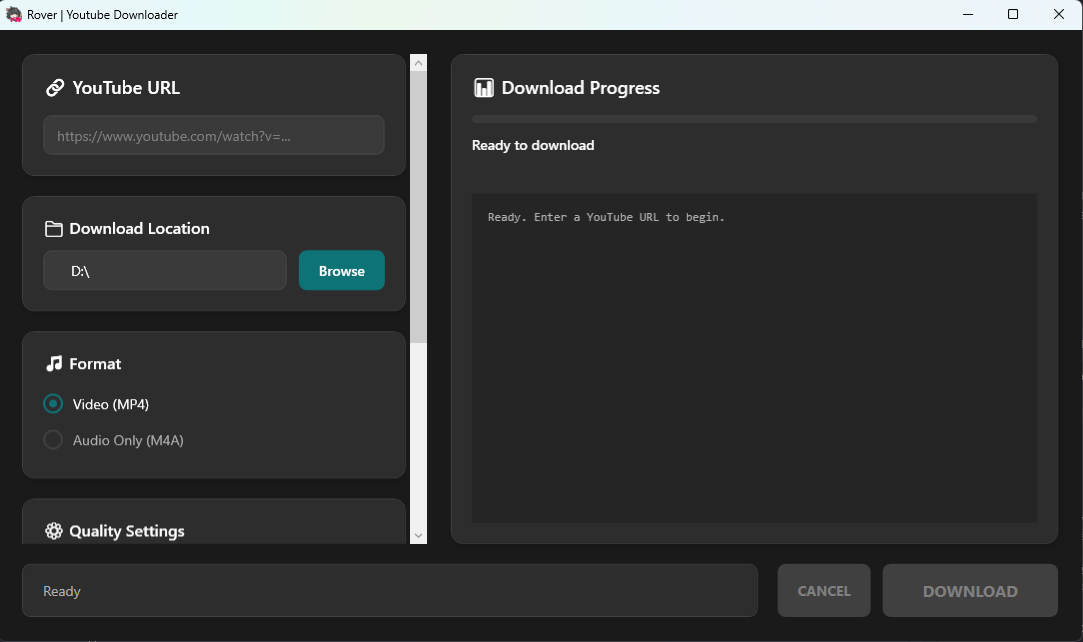 Rover | Youtube Downloader
YouTube URL
https://www.youtube.com/watch?v=...
Download Location
D:\
Browse
Format
Video (MP4)
Audio Only (M4A)
Quality Settings
Download Progress
Ready to download
Ready. Enter a YouTube URL to begin.
Ready
CANCEL
DOWNLOAD